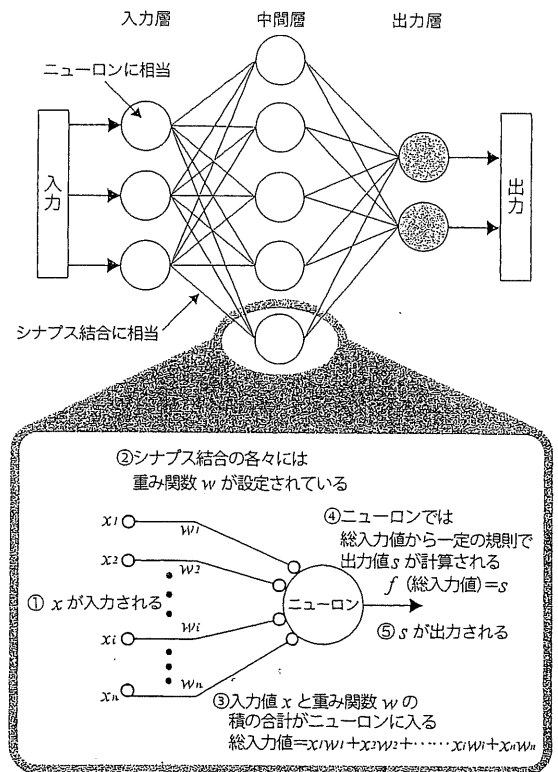 入力層
中間層
出力層
ニューロンに相当
入力
出力
シナプス結合に相当
②シナプス結合の各々には
重み関数 w が設定されている
x1
w1
x2
w2
① x が入力される
xi
wi
xn
wn
④ニューロンでは
総入力値から一定の規則で
出力値 s が計算される
f (総入力値)=s
ニューロン
⑤ s が出力される
③入力値 x と重み関数 w の
積の合計がニューロンに入る
総入力値=x1w1+x2w2+……xiwi+xnwn